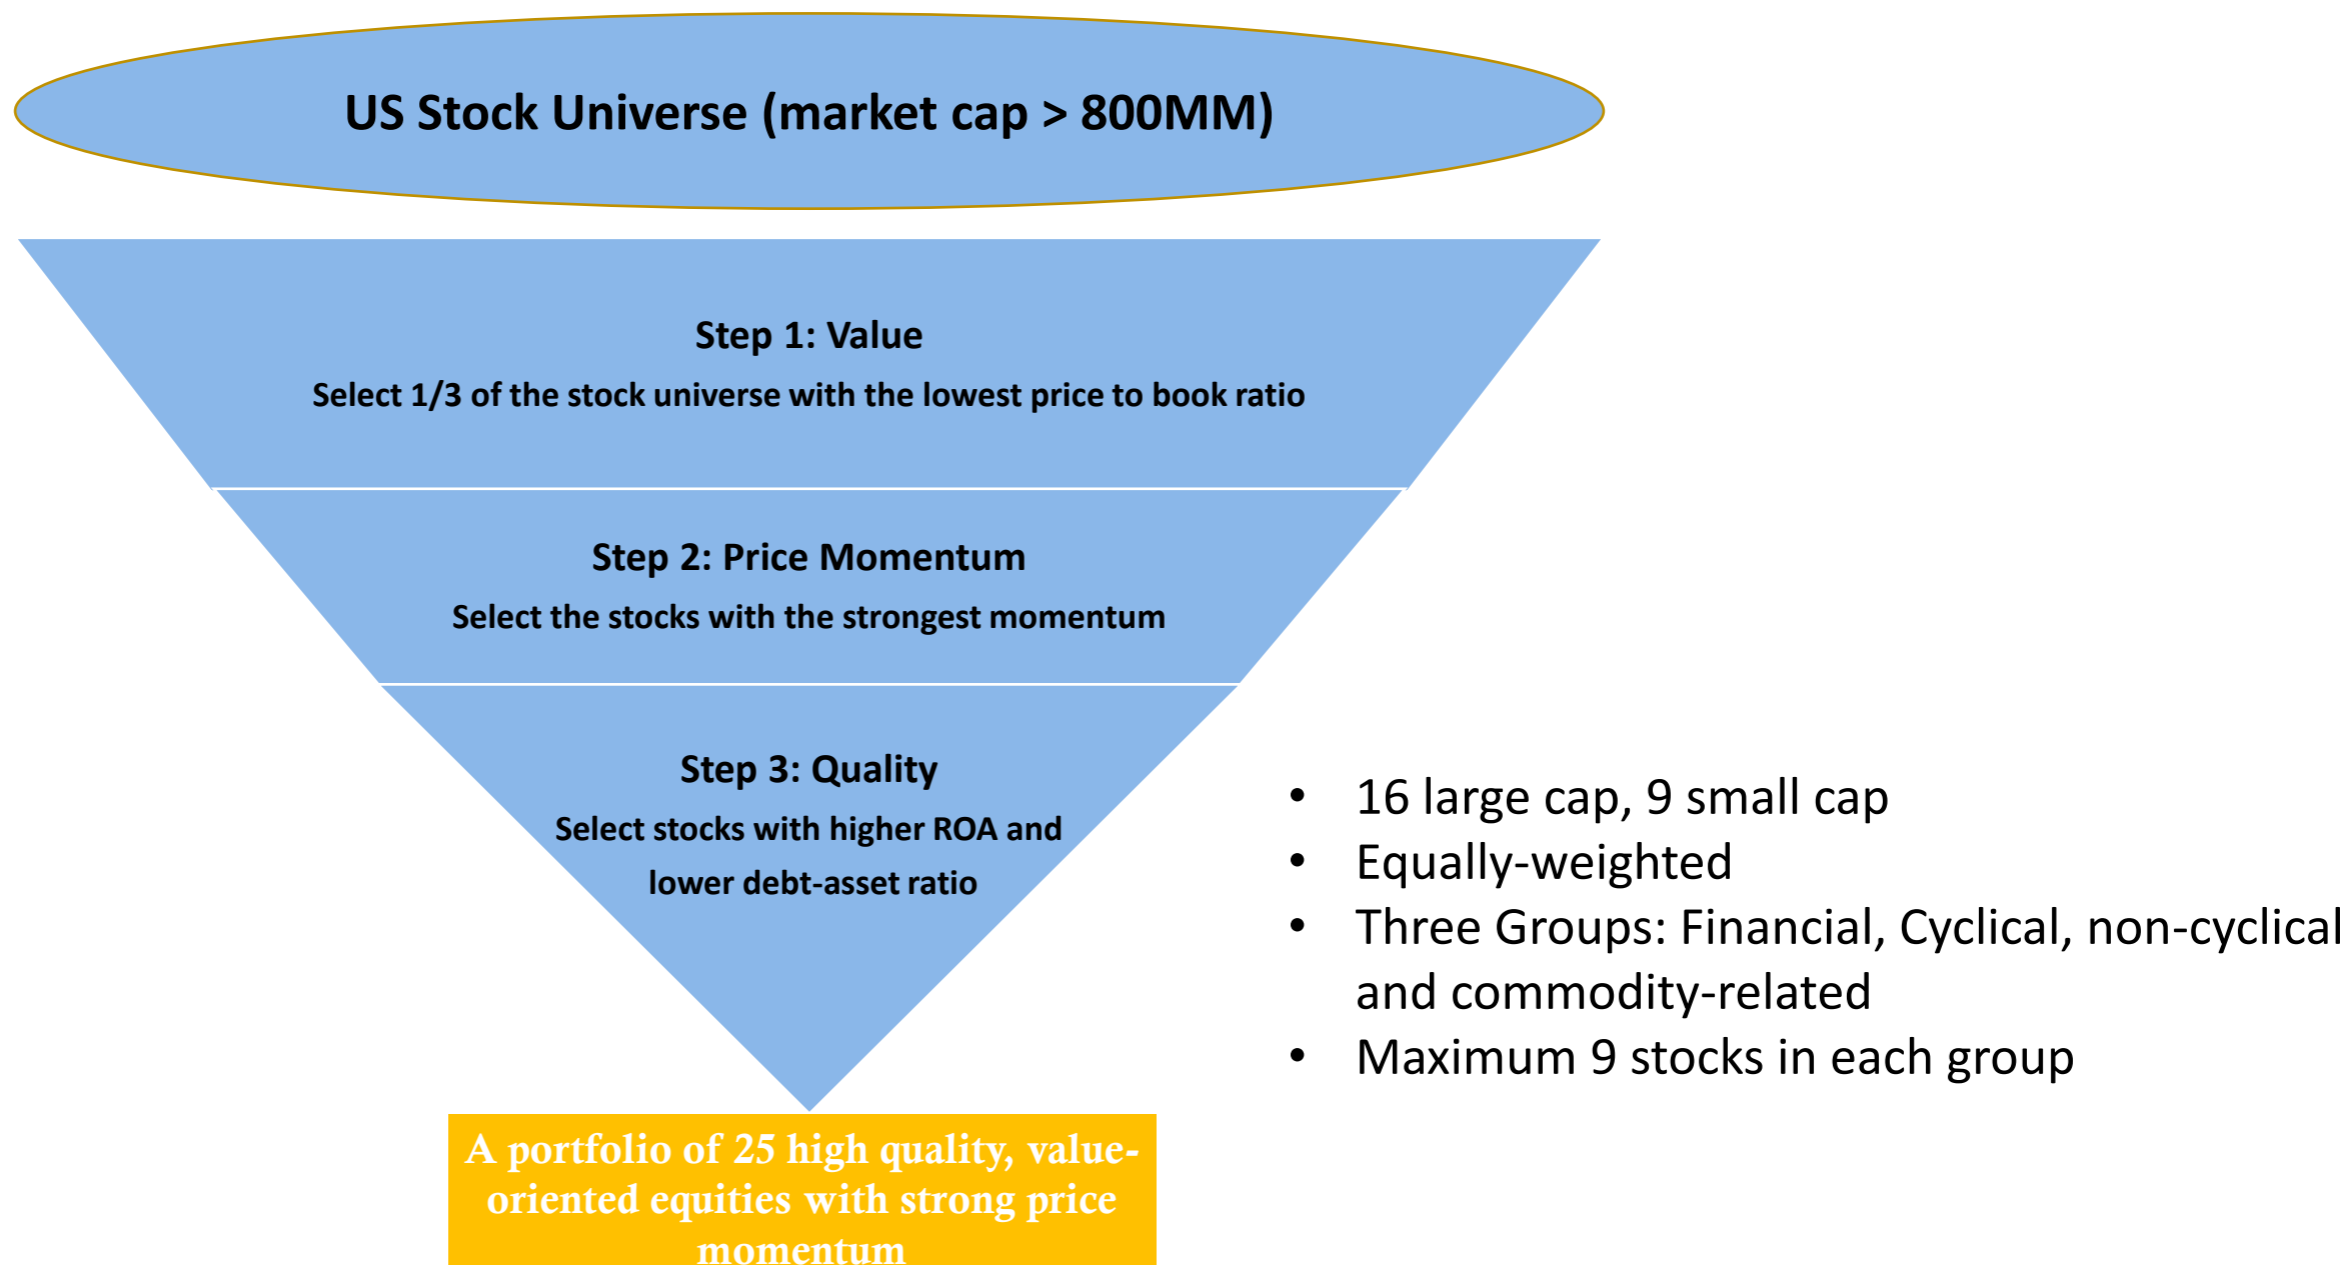 US Stock Universe (market cap > 800MM)
Step 1: Value
Select 1/3 of the stock universe with the lowest price to book ratio
Step 2: Price Momentum
Select the stocks with the strongest momentum
Step 3: Quality
Select stocks with higher ROA and
lower debt-asset ratio
• 16 large cap, 9 small cap
• Equally-weighted
• Three Groups: Financial, Cyclical, non-cyclical
and commodity-related
• Maximum 9 stocks in each group
A portfolio of 25 high quality, value-
oriented equities with strong price
momentum